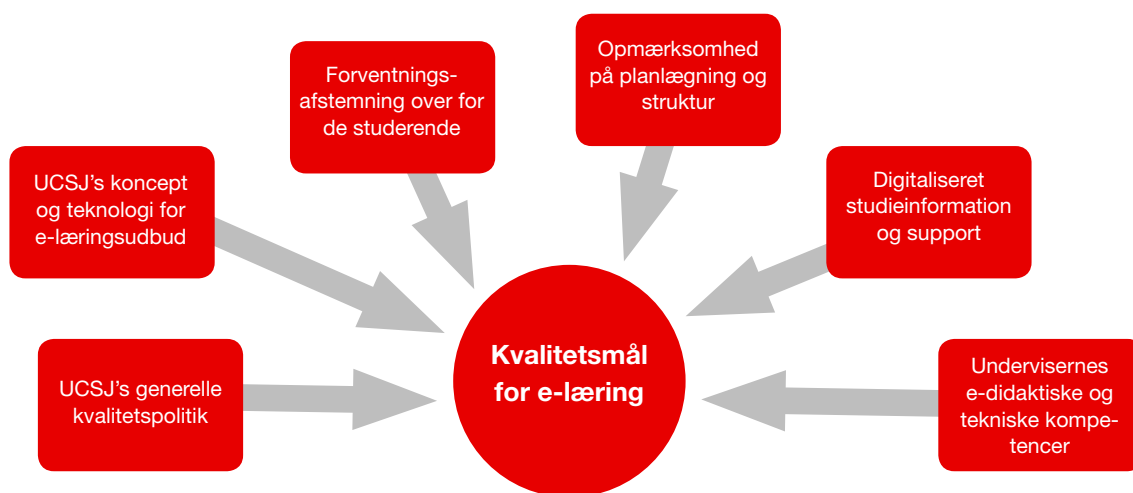 Opmærksomhed
på planlægning og
struktur
Forventnings-
afstemning over for
de studerende
UCSJ's koncept
og teknologi for
e-læringsudbud
Digitaliseret
studieinformation
og support
Kvalitetsmål
for e-læring
UCSJ's generelle
kvalitetspolitik
Undervisernes
e-didaktiske og
tekniske kompe-
tencer